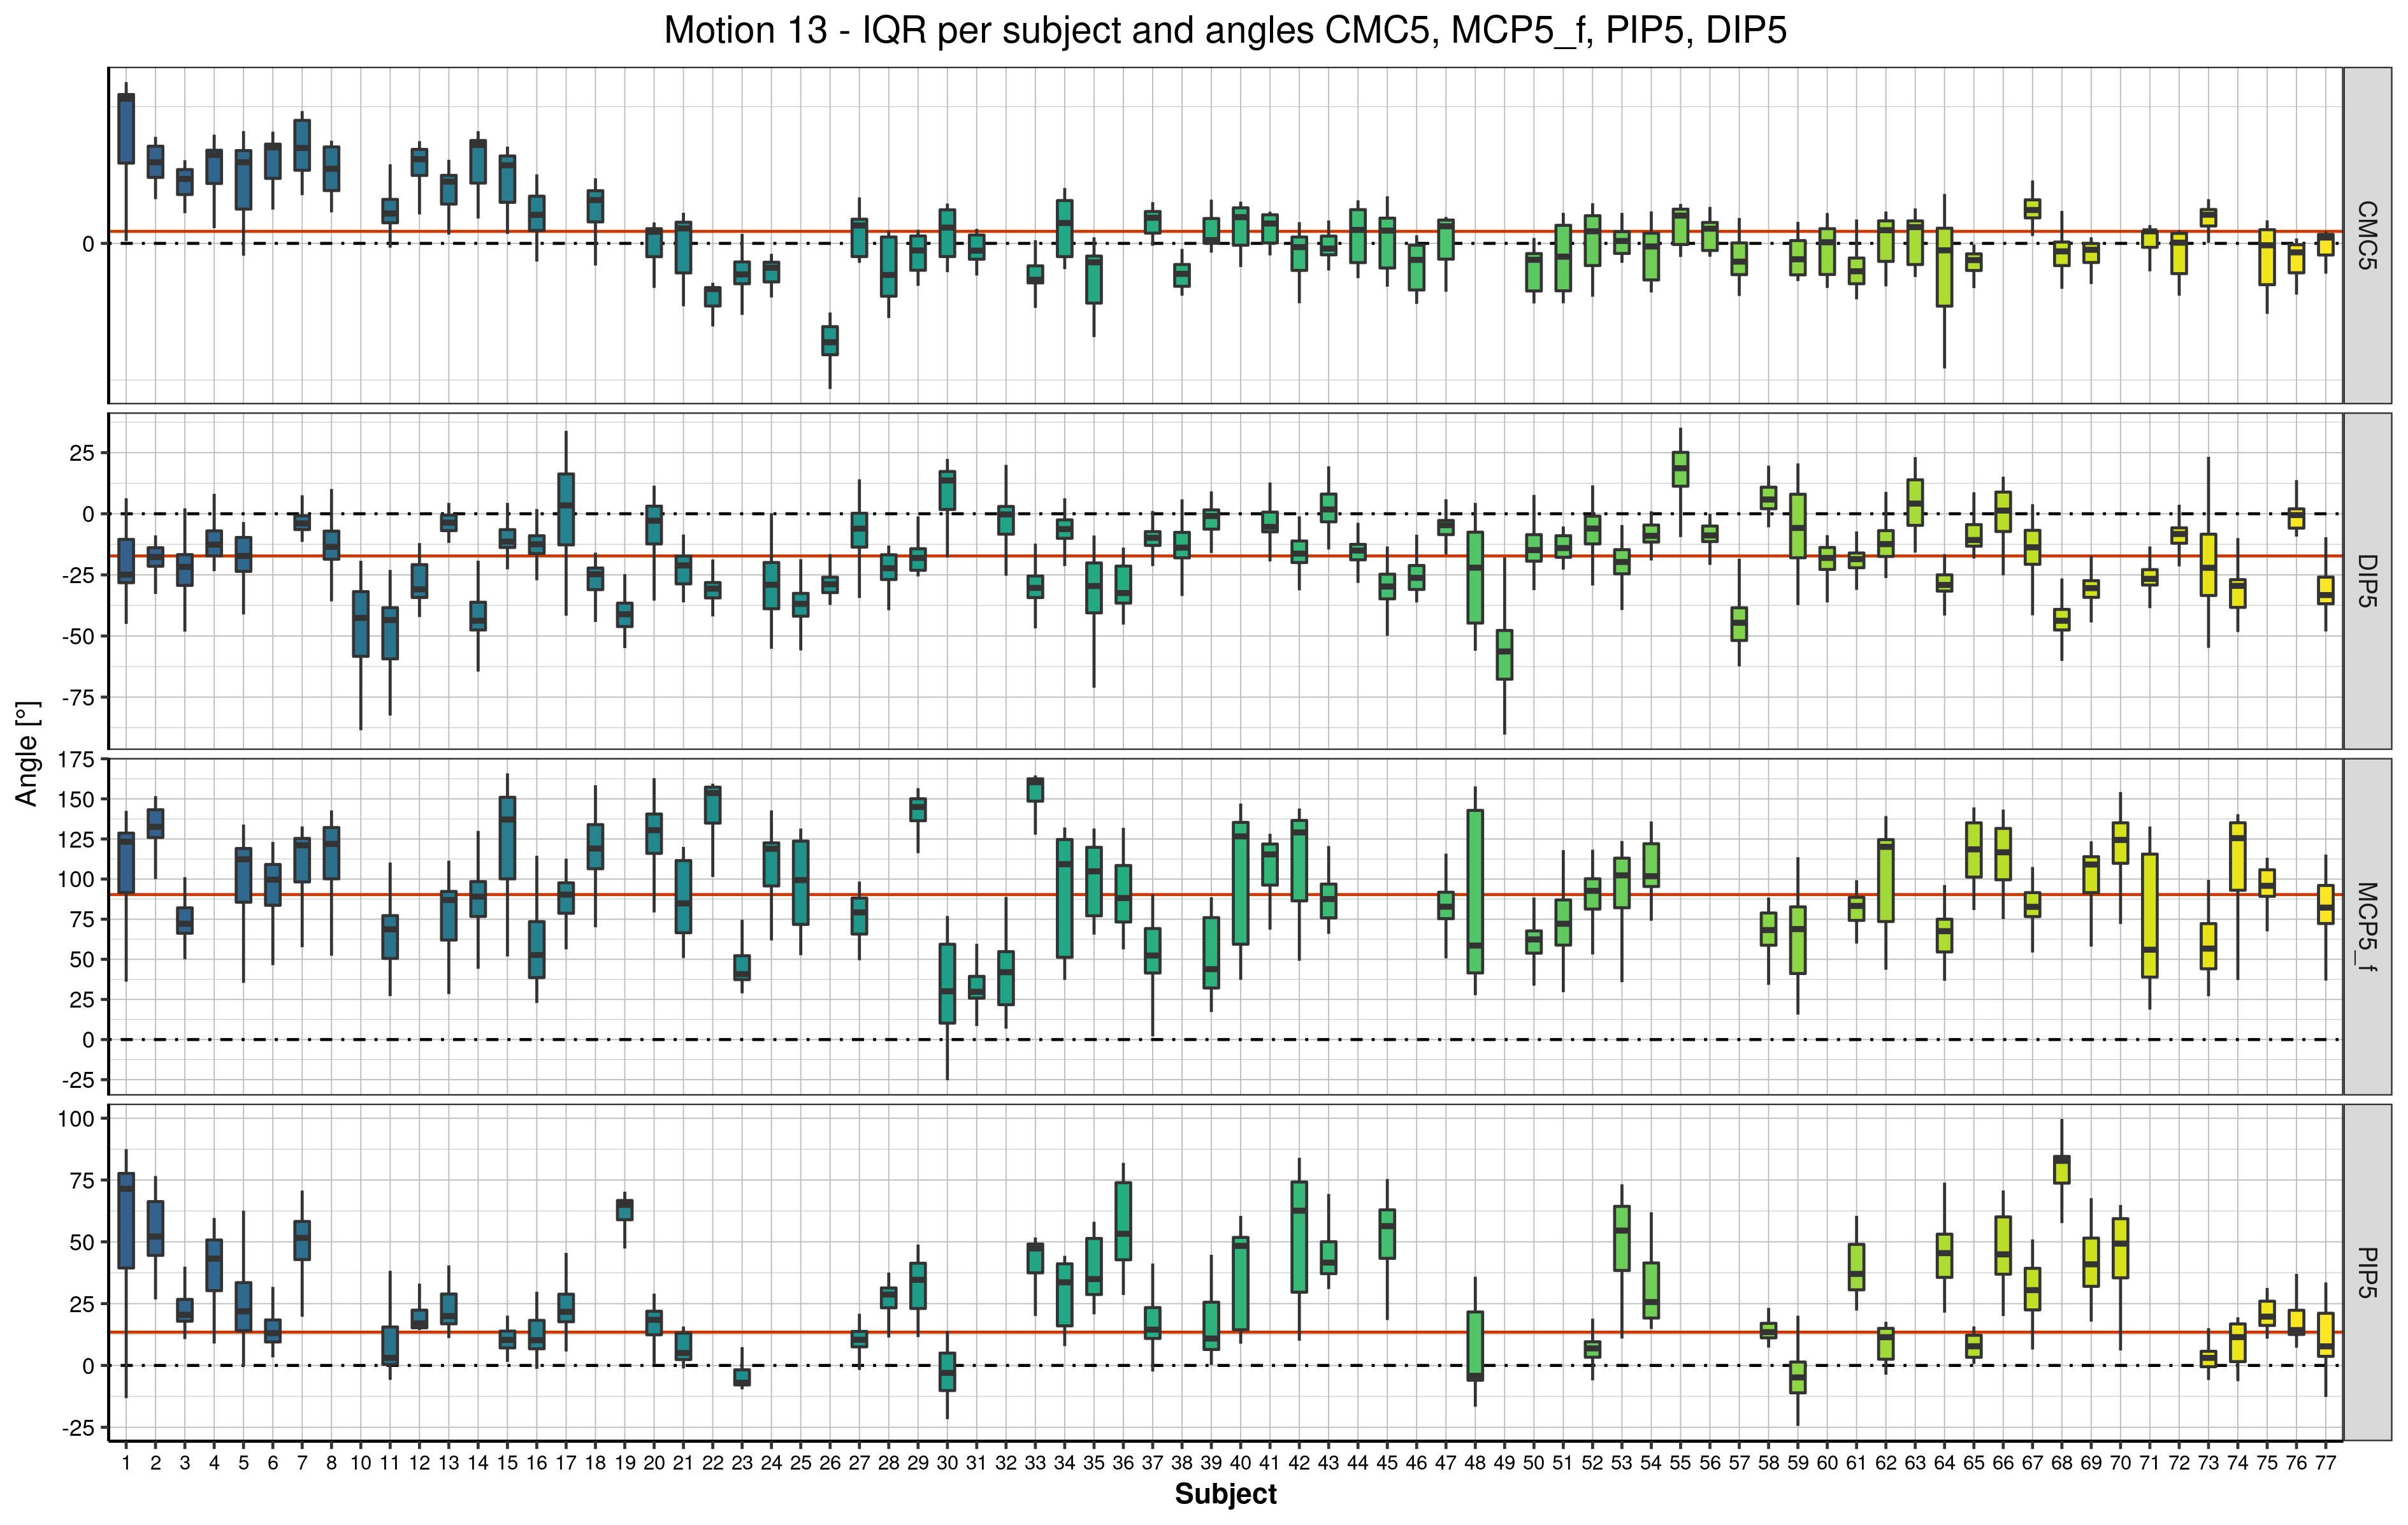 Motion 13 - IQR per subject and angles CMC5, MCP5_f, PIP5, DIP5
Angle [°]
0
CMC5
25
0
-25
-50
-75
DIP5
175
150
125
100
75
50
25
0
-25
MCP5_f
100
75
50
25
0
-25
PIP5
1 2 3 4 5 6 7 8 10 11 12 13 14 15 16 17 18 19 20 21 22 23 24 25 26 27 28 29 30 31 32 33 34 35 36 37 38 39 40 41 42 43 44 45 46 47 48 49 50 51 52 53 54 55 56 57 58 59 60 61 62 63 64 65 66 67 68 69 70 71 72 73 74 75 76 77
Subject